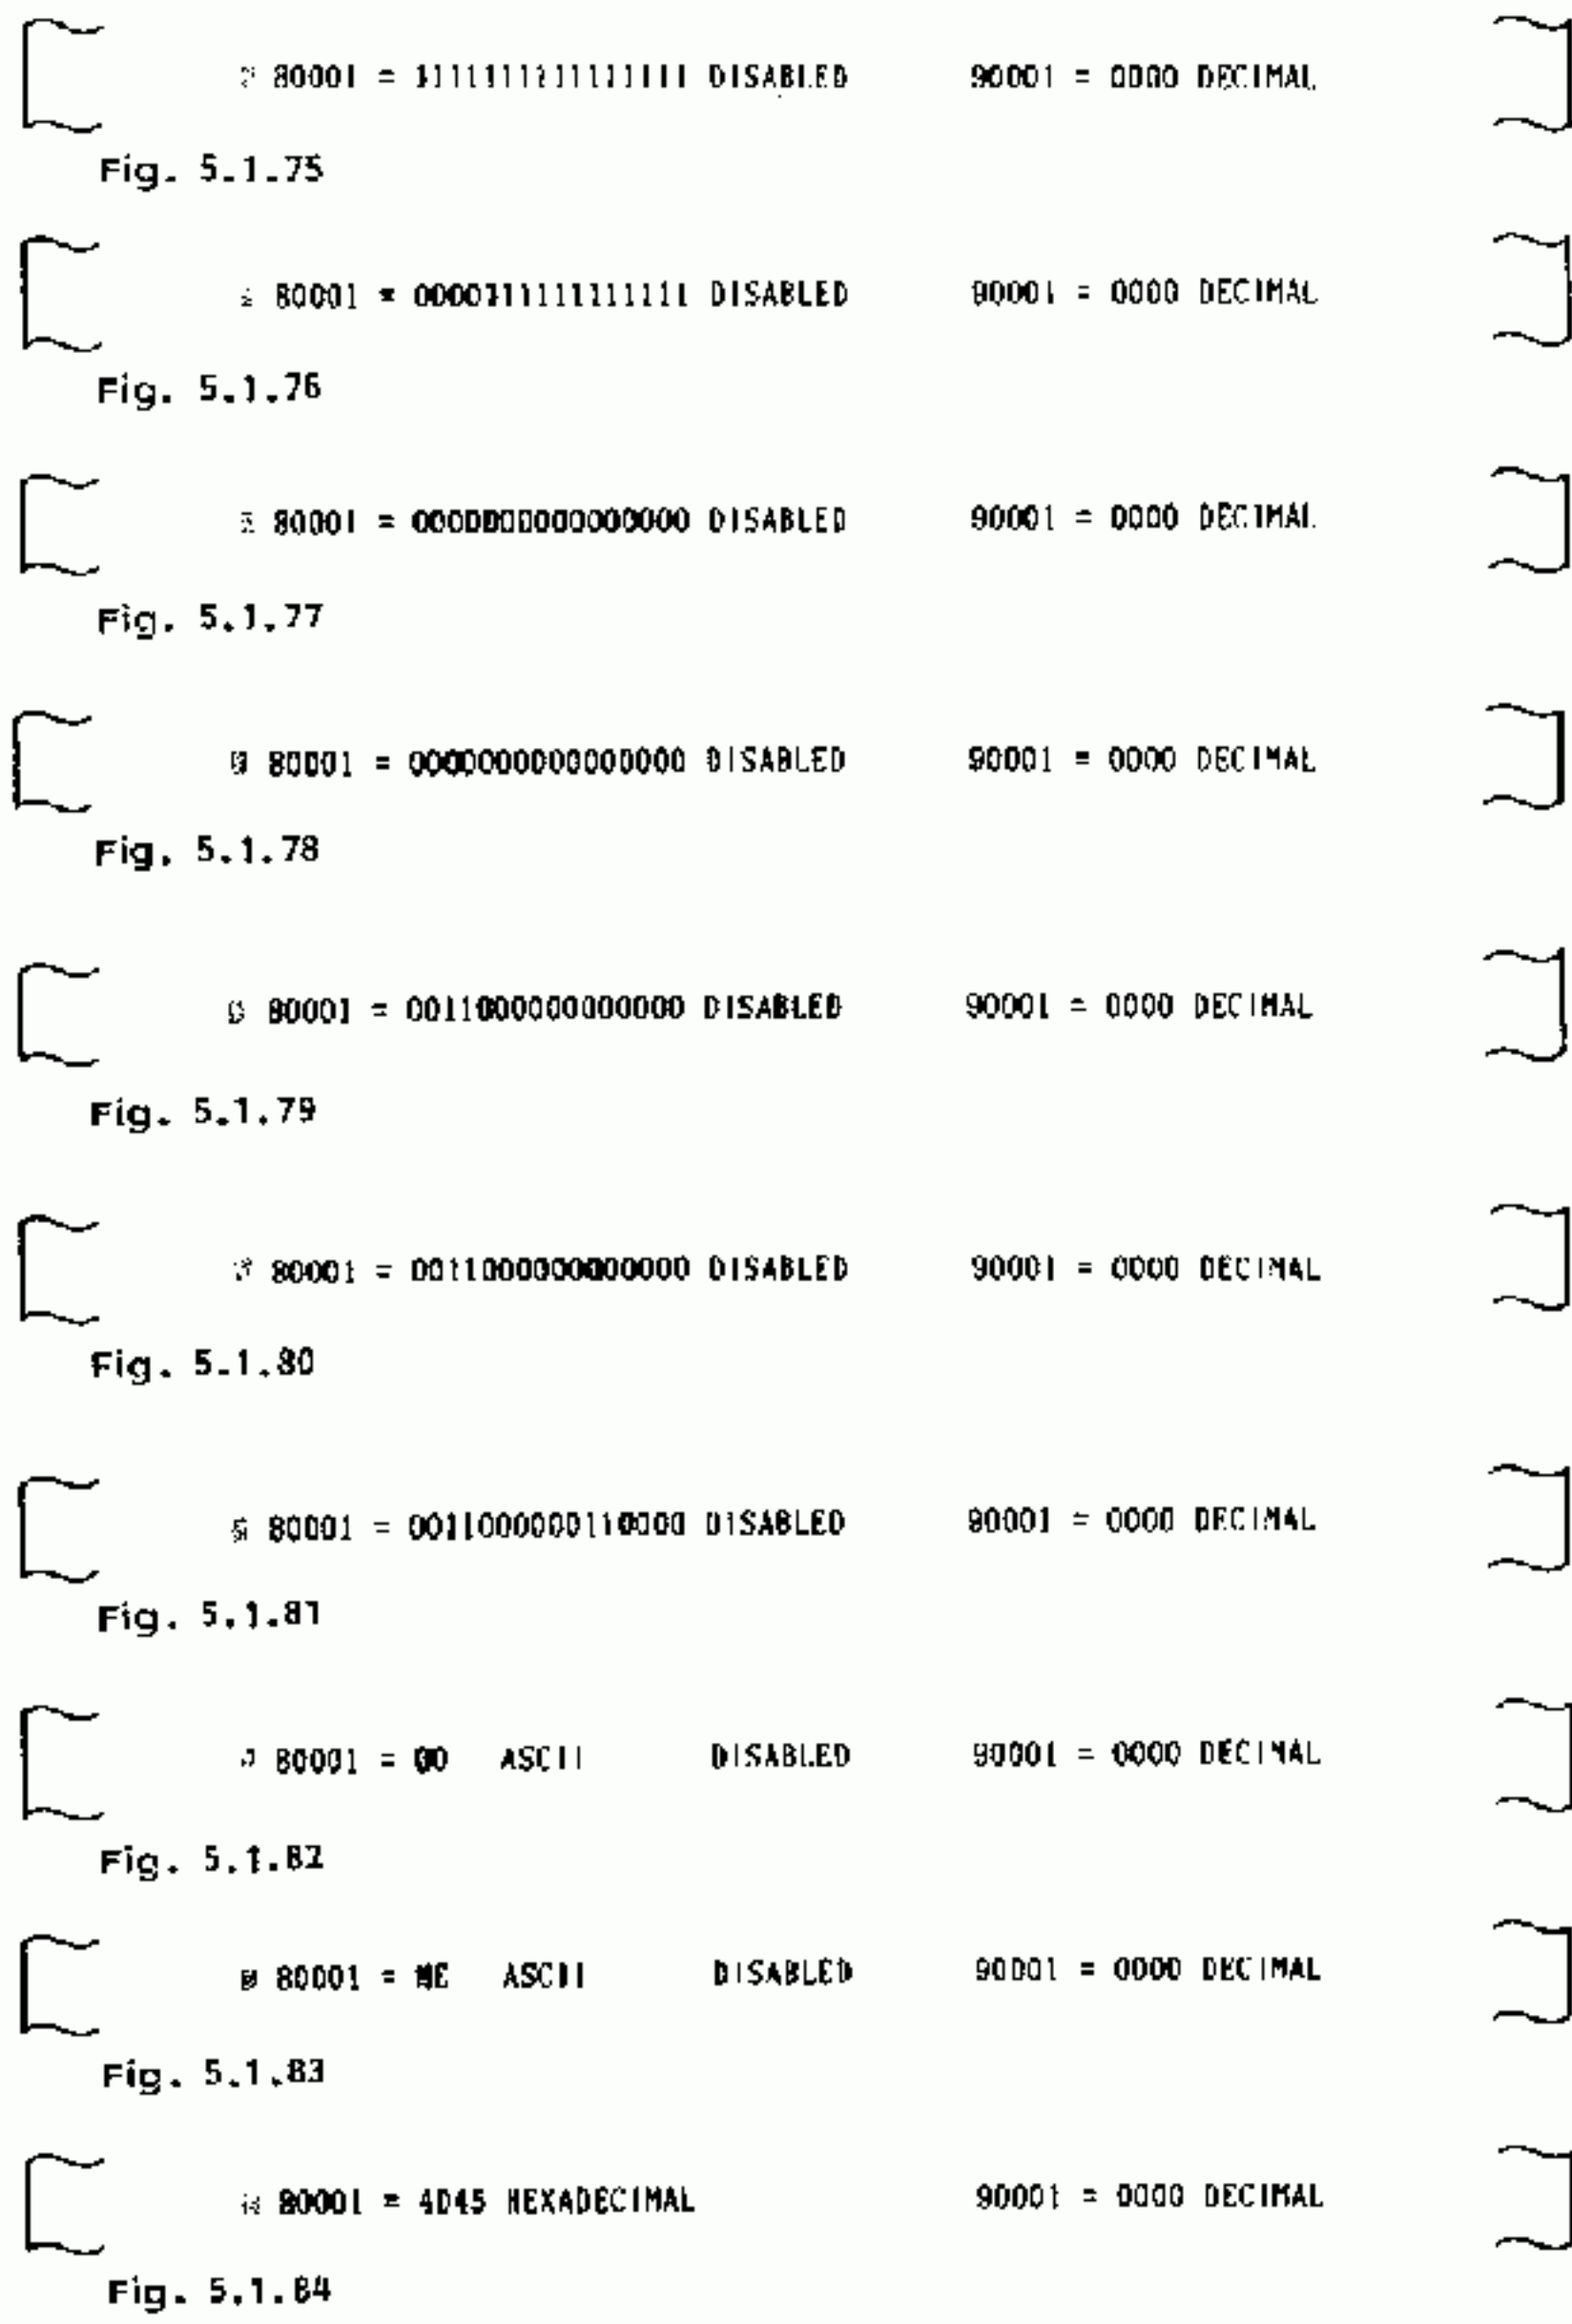 80001 = 1111111111111111 DISABLED 90001 = 0000 DECIMAL
Fig. 5.1.75
80001 = 0000111111111111 DISABLED 90001 = 0000 DECIMAL
Fig. 5.1.76
80001 = 0000000000000000 DISABLED 90001 = 0000 DECIMAL
Fig. 5.1.77
80001 = 0000000000000000 DISABLED 90001 = 0000 DECIMAL
Fig. 5.1.78
80001 = 0011000000000000 DISABLED 90001 = 0000 DECIMAL
Fig. 5.1.79
80001 = 0011000000000000 DISABLED 90001 = 0000 DECIMAL
Fig. 5.1.80
80001 = 0011000000110000 DISABLED 90001 = 0000 DECIMAL
Fig. 5.1.81
80001 = 00 ASCII DISABLED 90001 = 0000 DECIMAL
Fig. 5.1.82
80001 = ME ASCII DISABLED 90001 = 0000 DECIMAL
Fig. 5.1.83
80001 = 4D45 HEXADECIMAL 90001 = 0000 DECIMAL
Fig. 5.1.84